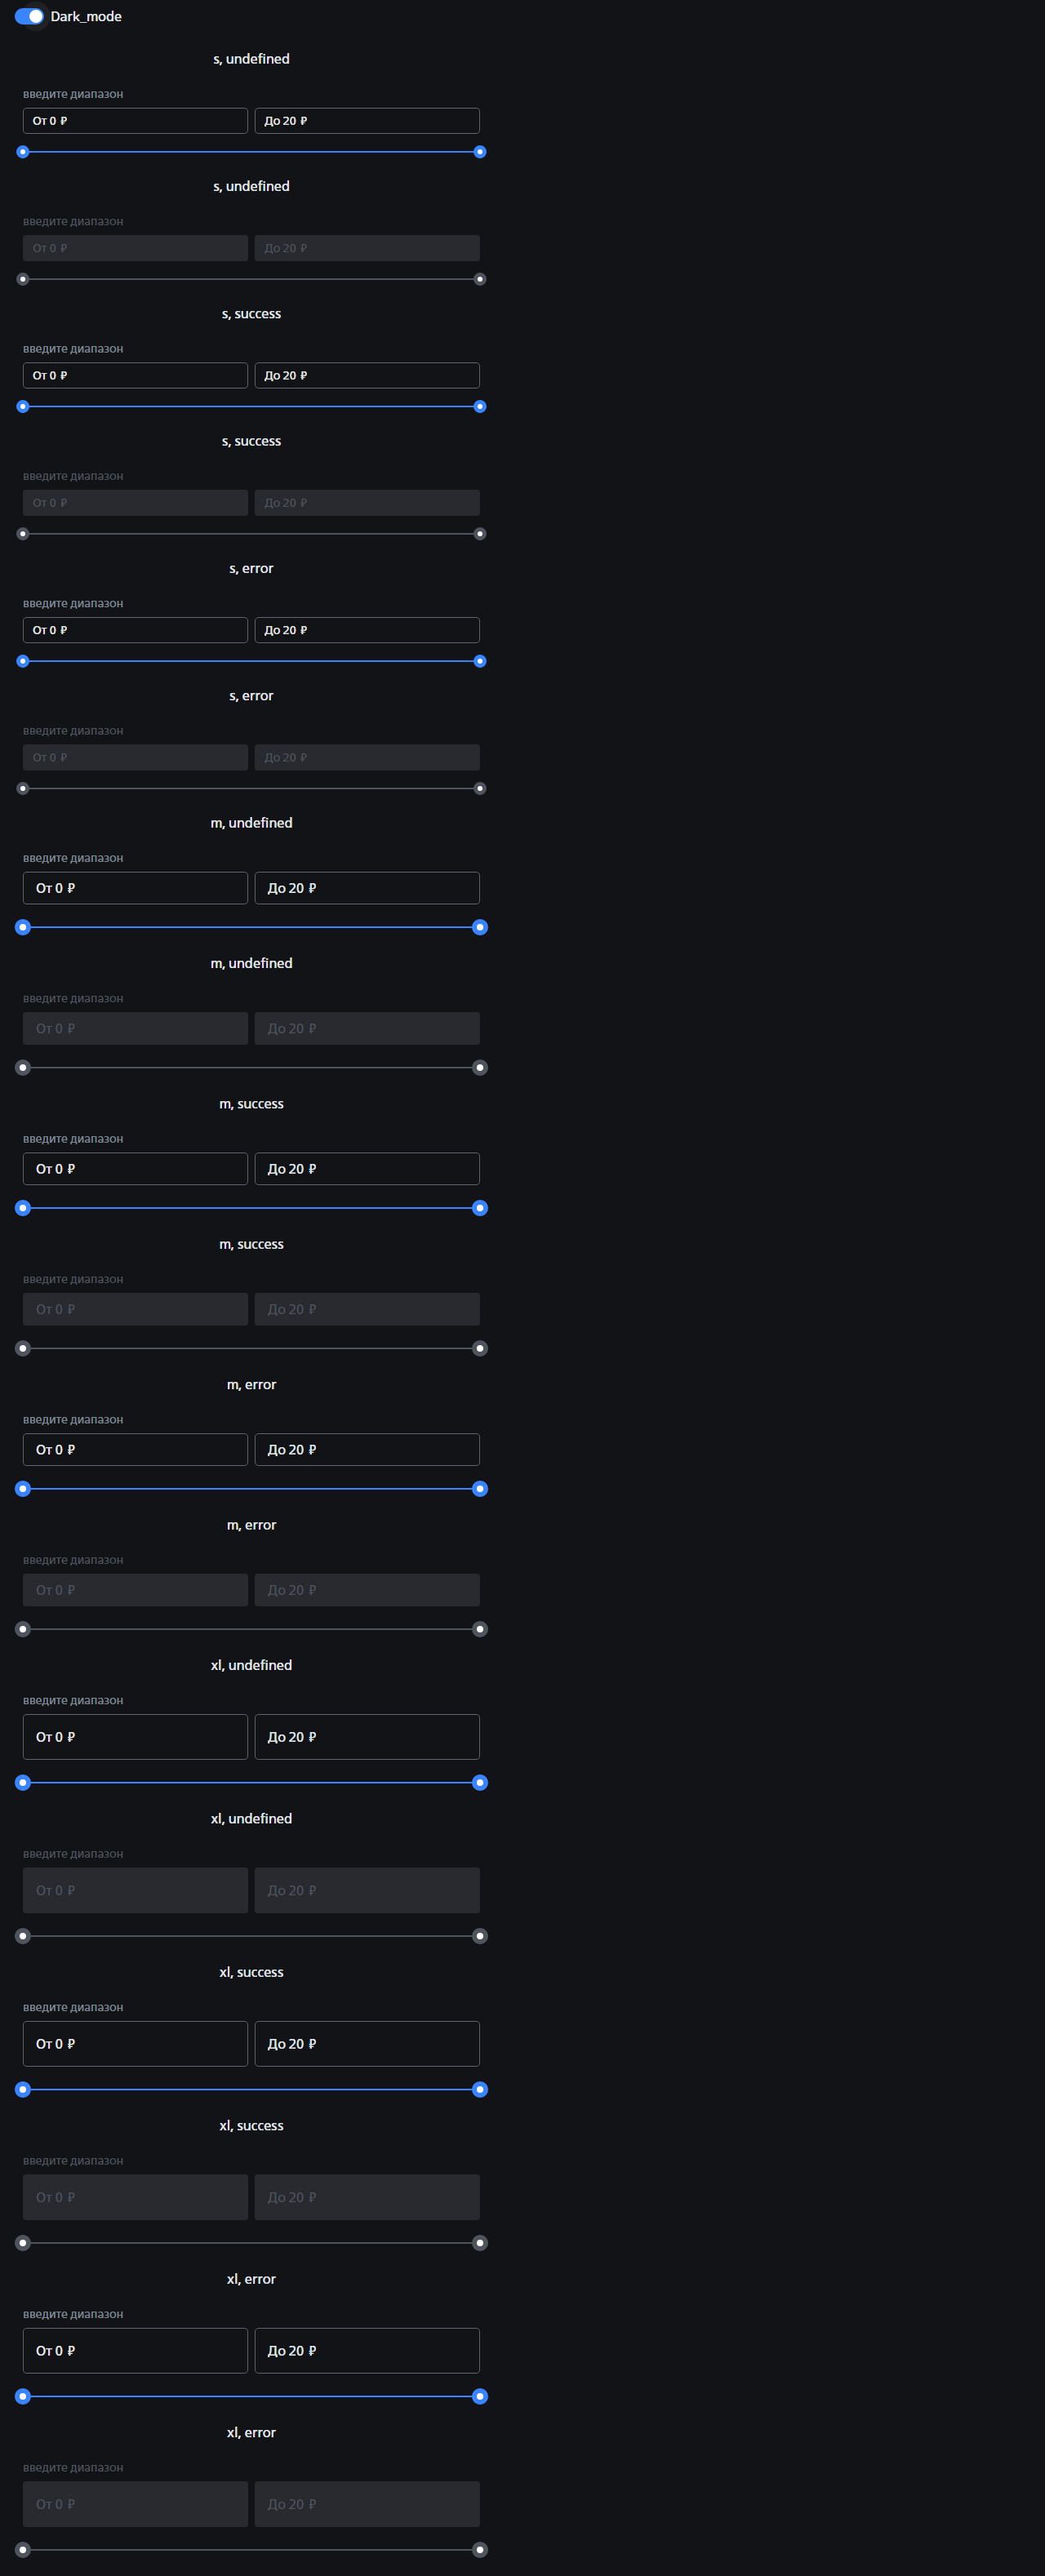 Dark_mode
s, undefined
введите диапазон
От 0 ₽ До 20 ₽
s, undefined
введите диапазон
От 0 ₽ До 20 ₽
s, success
введите диапазон
От 0 ₽ До 20 ₽
s, success
введите диапазон
От 0 ₽ До 20 ₽
s, error
введите диапазон
От 0 ₽ До 20 ₽
s, error
введите диапазон
От 0 ₽ До 20 ₽
m, undefined
введите диапазон
От 0 ₽ До 20 ₽
m, undefined
введите диапазон
От 0 ₽ До 20 ₽
m, success
введите диапазон
От 0 ₽ До 20 ₽
m, success
введите диапазон
От 0 ₽ До 20 ₽
m, error
введите диапазон
От 0 ₽ До 20 ₽
m, error
введите диапазон
От 0 ₽ До 20 ₽
xl, undefined
введите диапазон
От 0 ₽ До 20 ₽
xl, undefined
введите диапазон
От 0 ₽ До 20 ₽
xl, success
введите диапазон
От 0 ₽ До 20 ₽
xl, success
введите диапазон
От 0 ₽ До 20 ₽
xl, error
введите диапазон
От 0 ₽ До 20 ₽
xl, error
введите диапазон
От 0 ₽ До 20 ₽